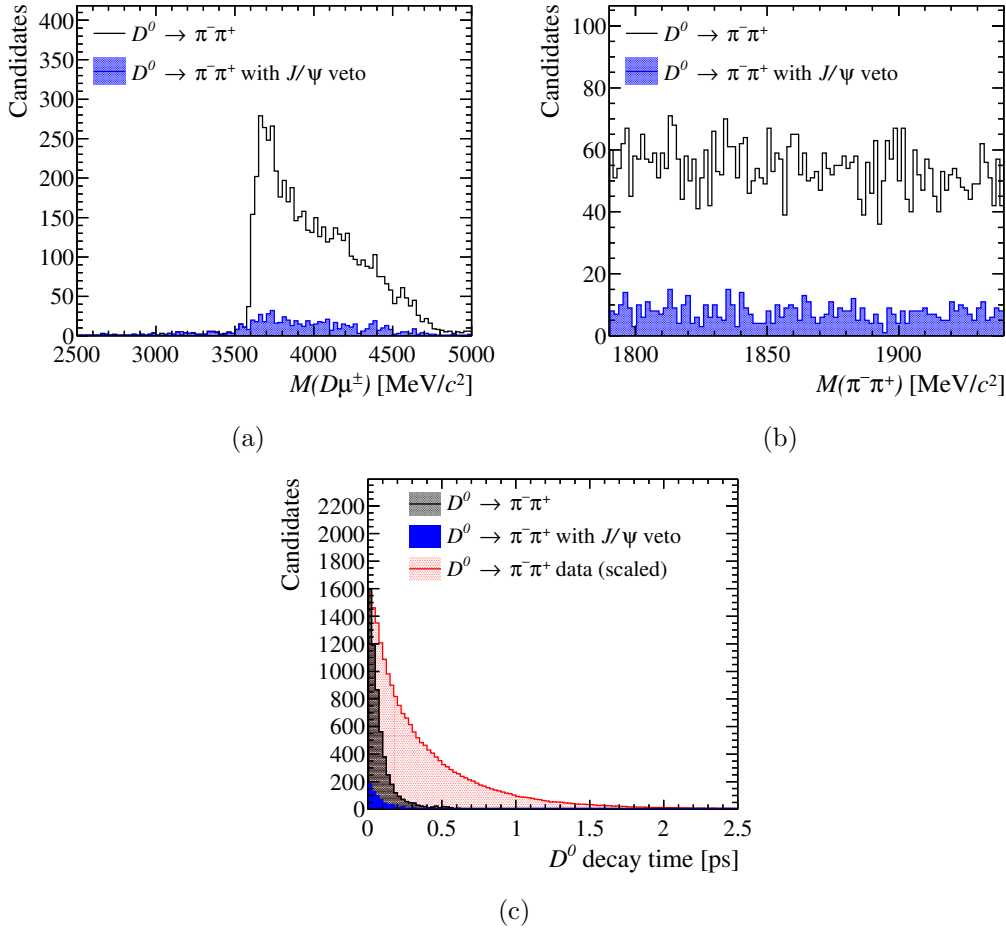 Candidates
400
350
300
250
200
150
100
50
0
D⁰ → π⁻π⁺
D⁰ → π⁻π⁺ with J/ψ veto
2500 3000 3500 4000 4500 5000
M(Dμ±) [MeV/c²]
(a)
Candidates
100
80
60
40
20
0
D⁰ → π⁻π⁺
D⁰ → π⁻π⁺ with J/ψ veto
1800 1850 1900
M(π⁻π⁺) [MeV/c²]
(b)
Candidates
2200
2000
1800
1600
1400
1200
1000
800
600
400
200
0
D⁰ → π⁻π⁺
D⁰ → π⁻π⁺ with J/ψ veto
D⁰ → π⁻π⁺ data (scaled)
0 0.5 1 1.5 2 2.5
D⁰ decay time [ps]
(c)